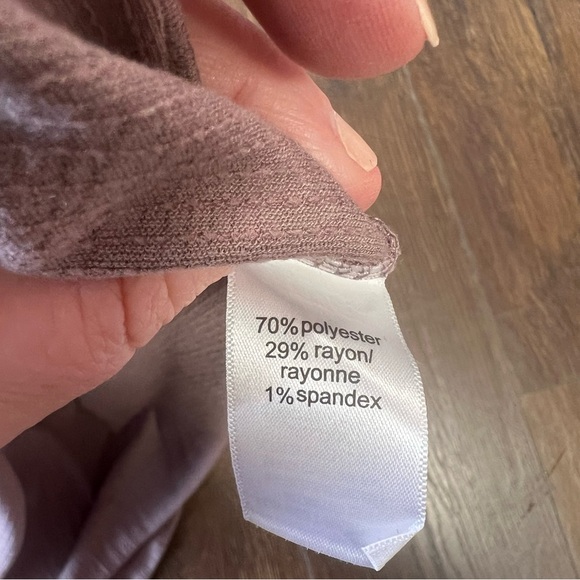 70% polyester
29% rayon/
rayonne
1% spandex